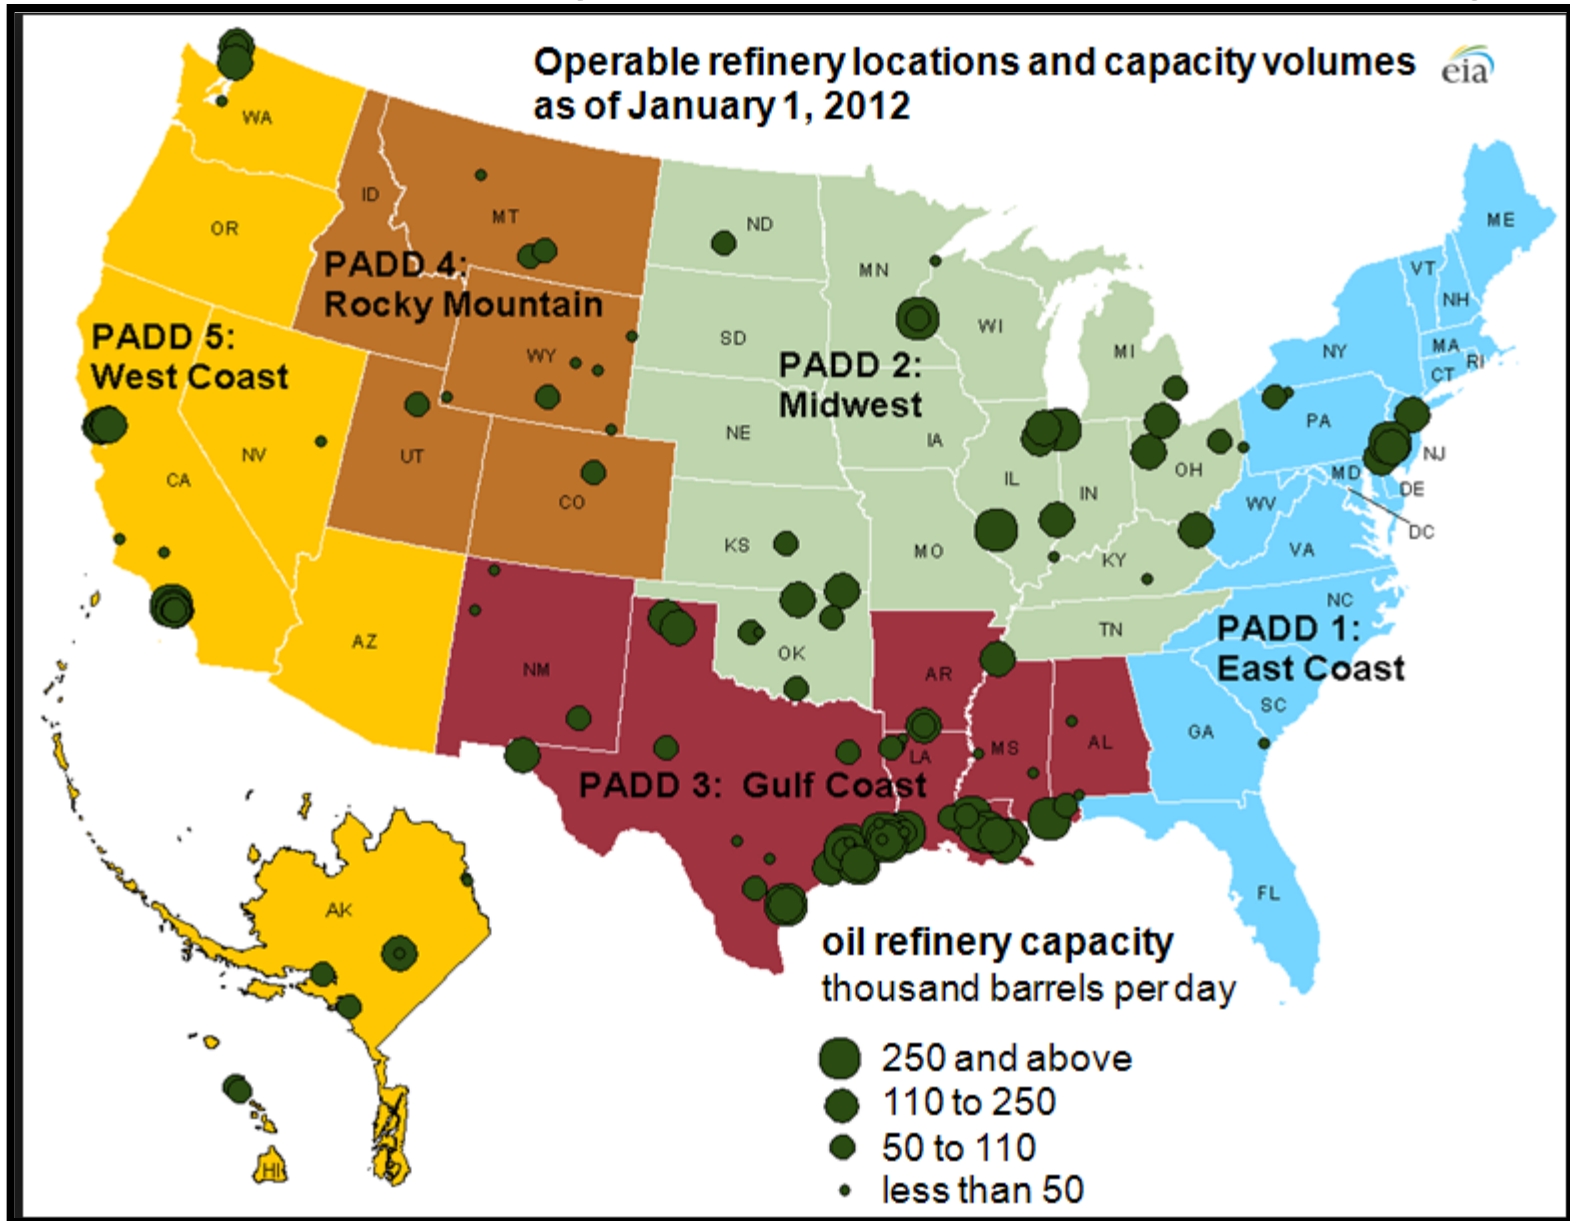 Operable refinery locations and capacity volumes
as of January 1, 2012
eia
WA
OR
ID
MT
ND
MN
WI
MI
ME
VT
NH
NY
MA
RI
CT
PADD 4:
Rocky Mountain
PADD 5:
West Coast
WY
SD
PADD 2:
Midwest
NE
IA
PA
NJ
NV
UT
CA
CO
IL
IN
OH
MD
DE
WV
DC
KS
MO
KY
VA
NC
AZ
NM
OK
AR
TN
PADD 1:
East Coast
SC
GA
LA
MS
AL
PADD 3: Gulf Coast
FL
AK
HI
oil refinery capacity
thousand barrels per day
250 and above
110 to 250
50 to 110
less than 50